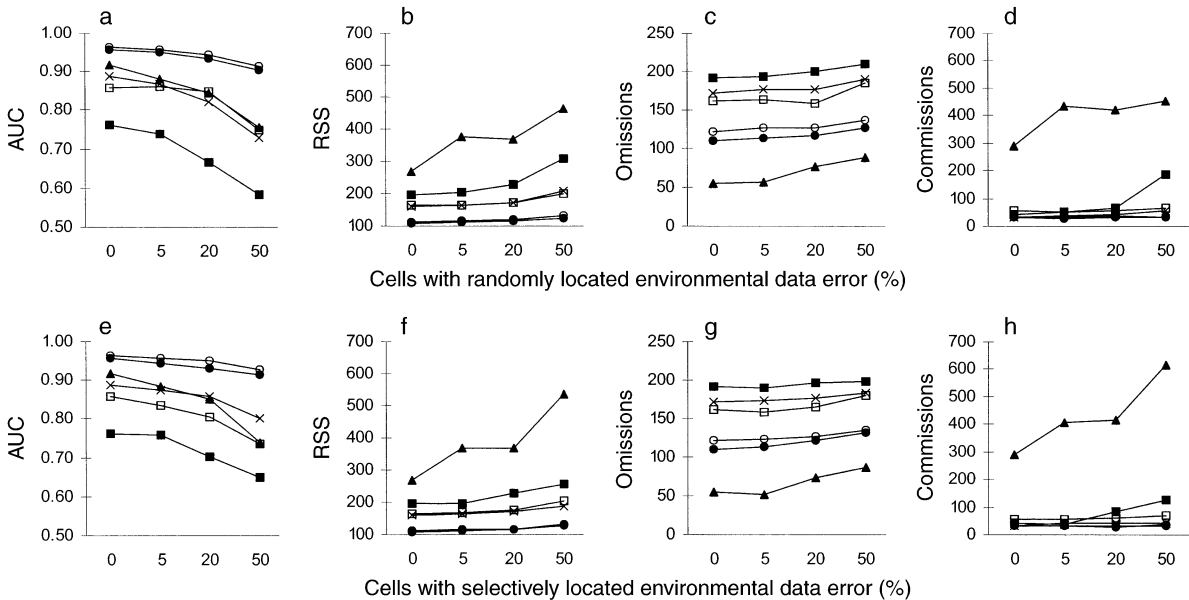 a b c d
1.00 700 250 700
0.90 600 200 600
0.80 500 150 500
0.70 400 100 400
0.60 300 50 300
0.50 200 0 200
100 100
0
AUC RSS Omissions Commissions
0 5 20 50 0 5 20 50 0 5 20 50 0 5 20 50
Cells with randomly located environmental data error (%)
e f g h
1.00 700 250 700
0.90 600 200 600
0.80 500 150 500
0.70 400 100 400
0.60 300 50 300
0.50 200 0 200
100 100
0
AUC RSS Omissions Commissions
0 5 20 50 0 5 20 50 0 5 20 50 0 5 20 50
Cells with selectively located environmental data error (%)